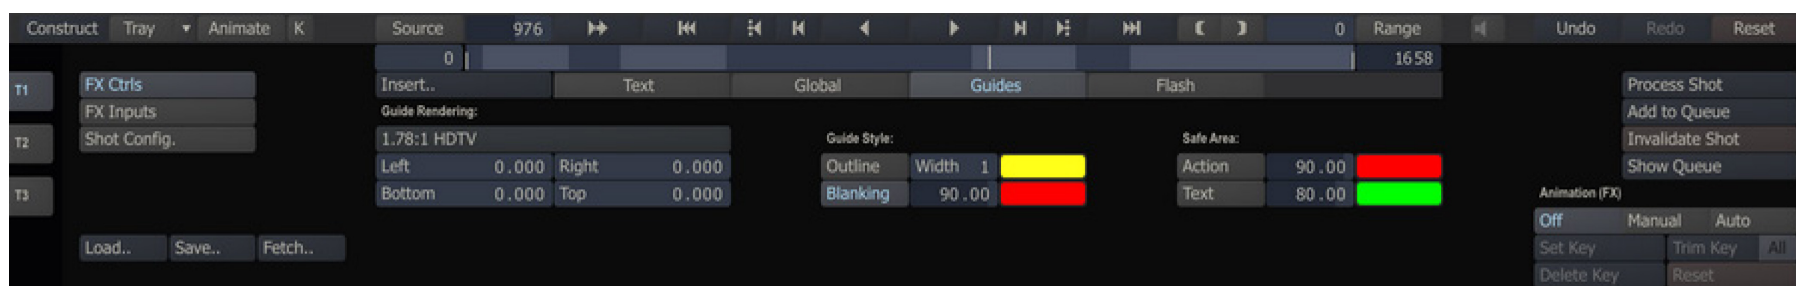 Construct Tray Animate K Source 976 0 Range Undo Redo Reset
0 1658
T1 FX Ctrls Insert.. Text Global Guides Flash Process Shot
FX Inputs Guide Rendering: Add to Queue
T2 Shot Config. 1.78:1 HDTV Guide Style: Safe Area: Invalidate Shot
Left 0.000 Right 0.000 Outline Width 1 Action 90.00 Show Queue
T3 Bottom 0.000 Top 0.000 Blanking 90.00 Text 80.00 Animation (FX)
Off Manual Auto
Load.. Save.. Fetch.. Set Key Trim Key All
Delete Key Reset